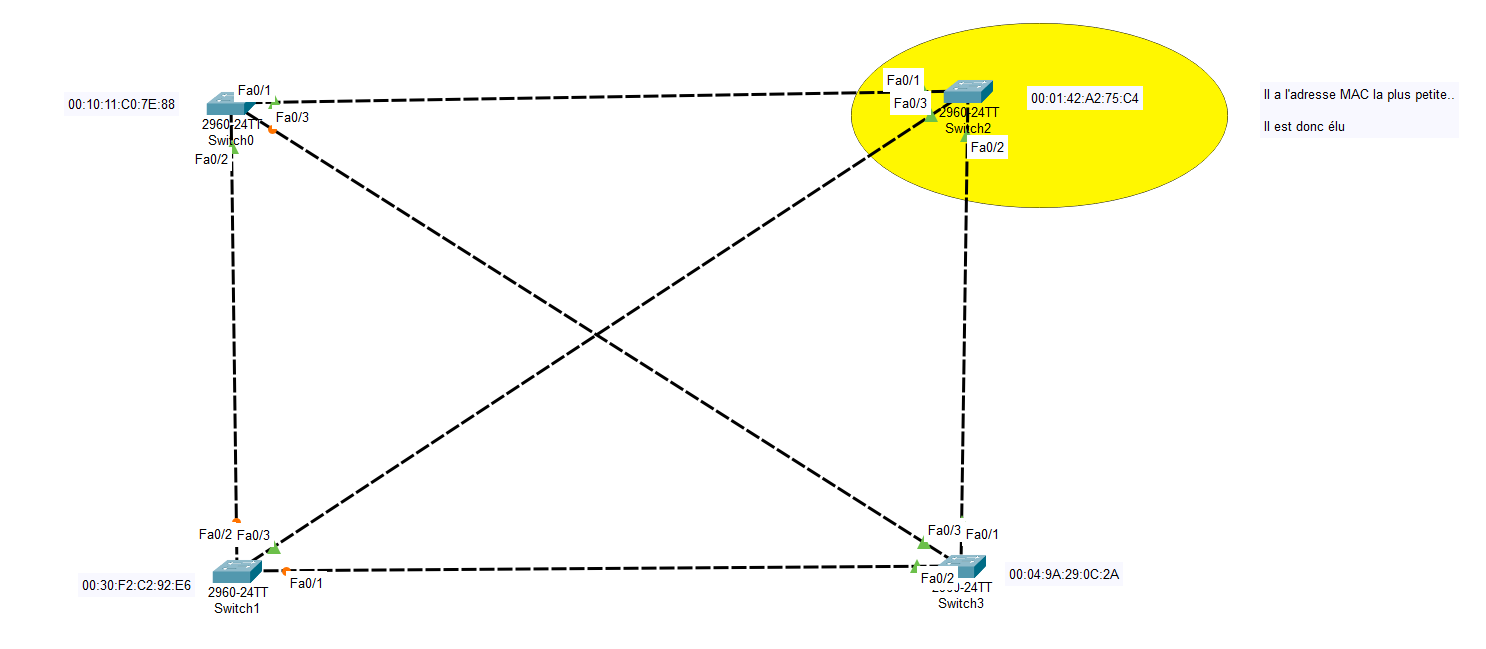 00:10:11:C0:7E:88
Fa0/1
Fa0/3
2960-24TT
Switch0
Fa0/2
Fa0/1
Fa0/3
2960-24TT
Switch2
Fa0/2
00:01:42:A2:75:C4
Il a l'adresse MAC la plus petite..
Il est donc élu
Fa0/2
Fa0/3
00:30:F2:C2:92:E6
Fa0/1
2960-24TT
Switch1
Fa0/3
Fa0/1
Fa0/2
2960-24TT
Switch3
00:04:9A:29:0C:2A